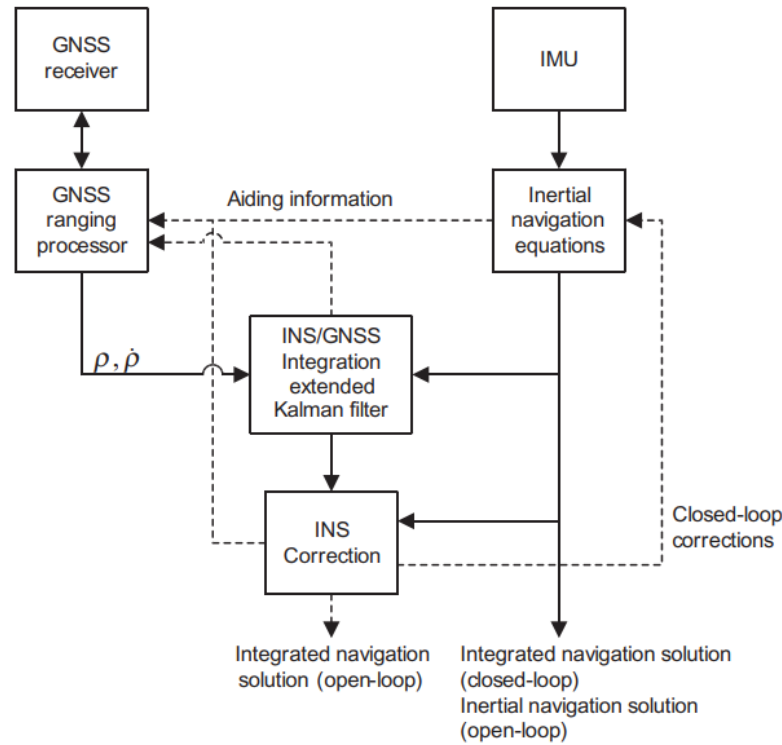 GNSS
receiver
IMU
GNSS
ranging
processor
Aiding information
Inertial
navigation
equations
ρ, ρ̇
INS/GNSS
Integration
extended
Kalman filter
INS
Correction
Closed-loop
corrections
Integrated navigation
solution (open-loop)
Integrated navigation solution
(closed-loop)
Inertial navigation solution
(open-loop)